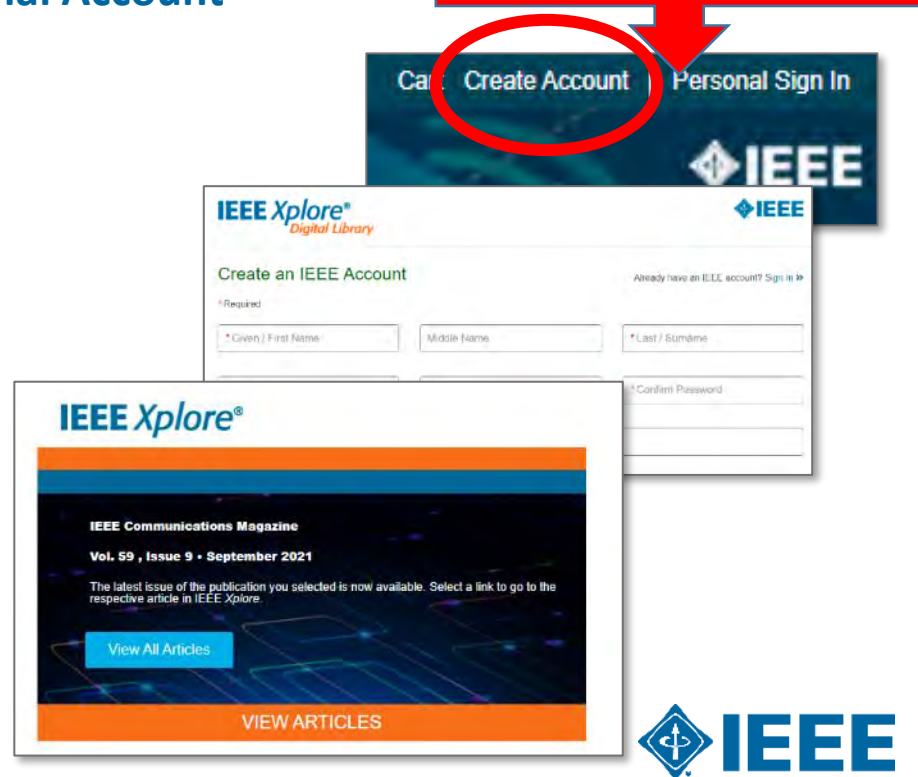 Account
Cart Create Account | Personal Sign In
IEEE
IEEE Xplore®
Digital Library
IEEE
Create an IEEE Account
Already have an IEEE account? Sign In »
* Required
* Given / First Name
Middle Name
* Last / Surname
* Confirm Password
IEEE Xplore®
IEEE Communications Magazine
Vol. 59 , Issue 9 • September 2021
The latest issue of the publication you selected is now available. Select a link to go to the
respective article in IEEE Xplore.
View All Articles
VIEW ARTICLES
IEEE